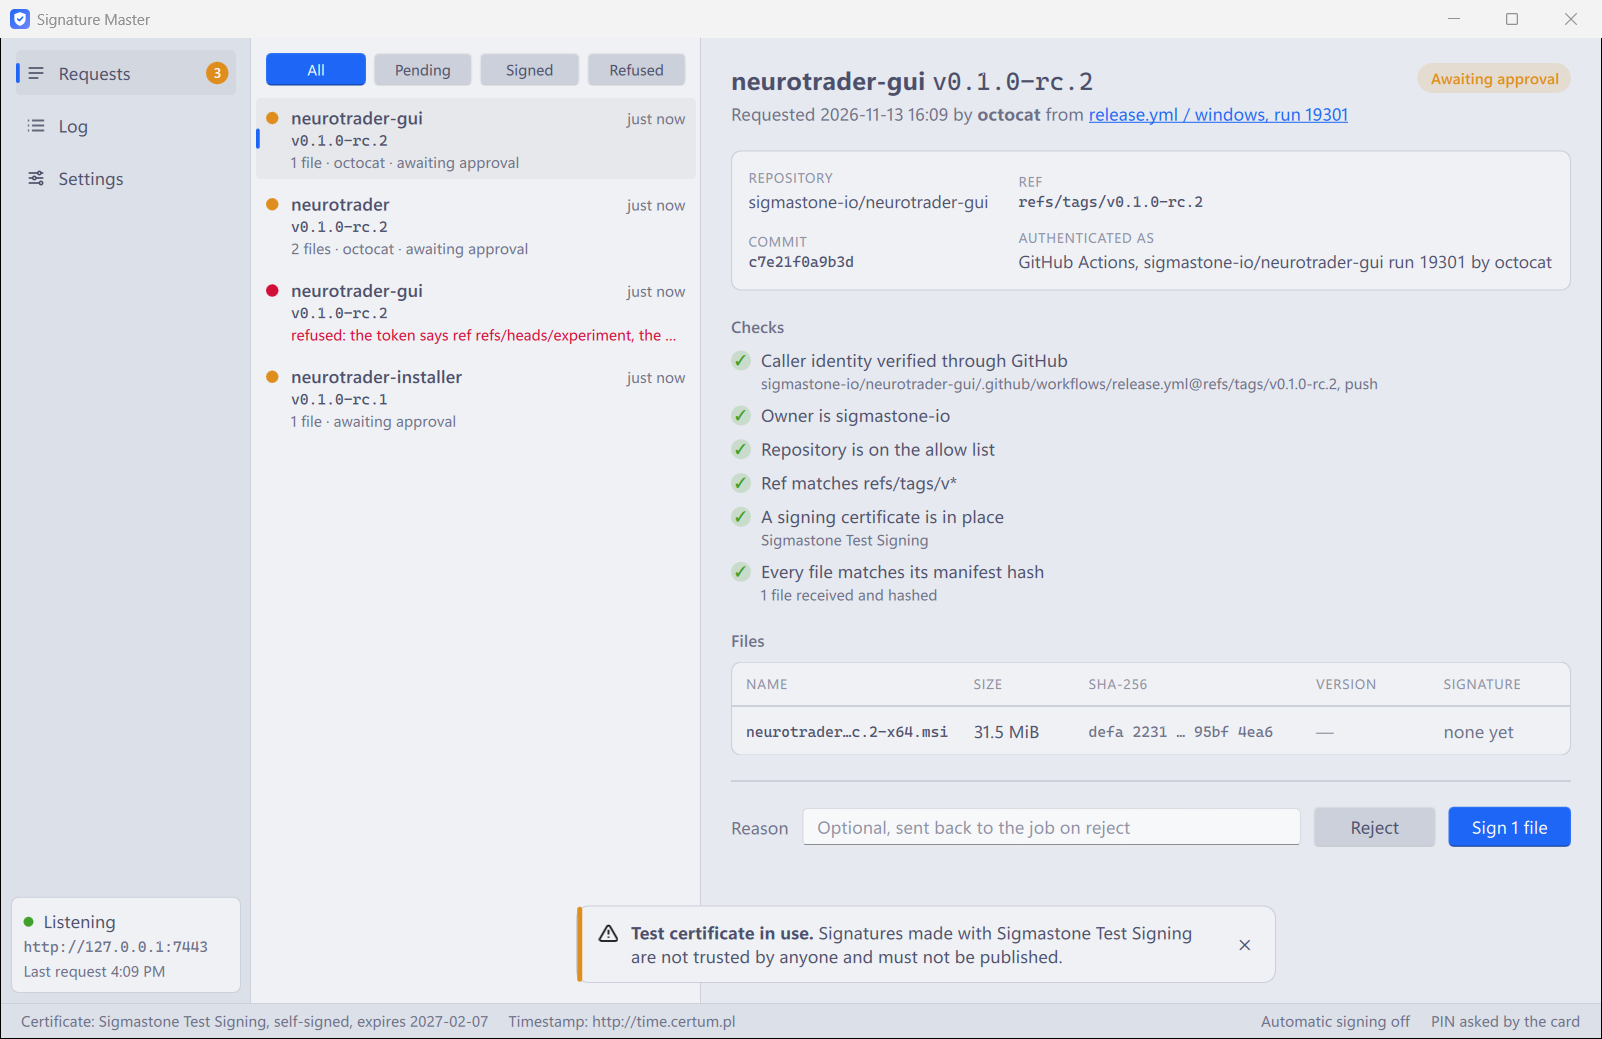 Signature Master
Requests
3
Log
Settings
Listening
http://127.0.0.1:7443
Last request 4:09 PM
All
Pending
Signed
Refused
neurotrader-gui
just now
v0.1.0-rc.2
1 file · octocat · awaiting approval
neurotrader
just now
v0.1.0-rc.2
2 files · octocat · awaiting approval
neurotrader-gui
just now
v0.1.0-rc.2
refused: the token says ref refs/heads/experiment, the ...
neurotrader-installer
just now
v0.1.0-rc.1
1 file · awaiting approval
neurotrader-gui v0.1.0-rc.2
Awaiting approval
Requested 2026-11-13 16:09 by octocat from release.yml / windows, run 19301
REPOSITORY
sigmastone-io/neurotrader-gui
REF
refs/tags/v0.1.0-rc.2
COMMIT
c7e21f0a9b3d
AUTHENTICATED AS
GitHub Actions, sigmastone-io/neurotrader-gui run 19301 by octocat
Checks
Caller identity verified through GitHub
sigmastone-io/neurotrader-gui/.github/workflows/release.yml@refs/tags/v0.1.0-rc.2, push
Owner is sigmastone-io
Repository is on the allow list
Ref matches refs/tags/v*
A signing certificate is in place
Sigmastone Test Signing
Every file matches its manifest hash
1 file received and hashed
Files
NAME SIZE SHA-256 VERSION SIGNATURE
neurotrader…c.2-x64.msi 31.5 MiB defa 2231 … 95bf 4ea6 — none yet
Reason
Optional, sent back to the job on reject
Reject
Sign 1 file
Test certificate in use. Signatures made with Sigmastone Test Signing
are not trusted by anyone and must not be published.
Certificate: Sigmastone Test Signing, self-signed, expires 2027-02-07
Timestamp: http://time.certum.pl
Automatic signing off
PIN asked by the card